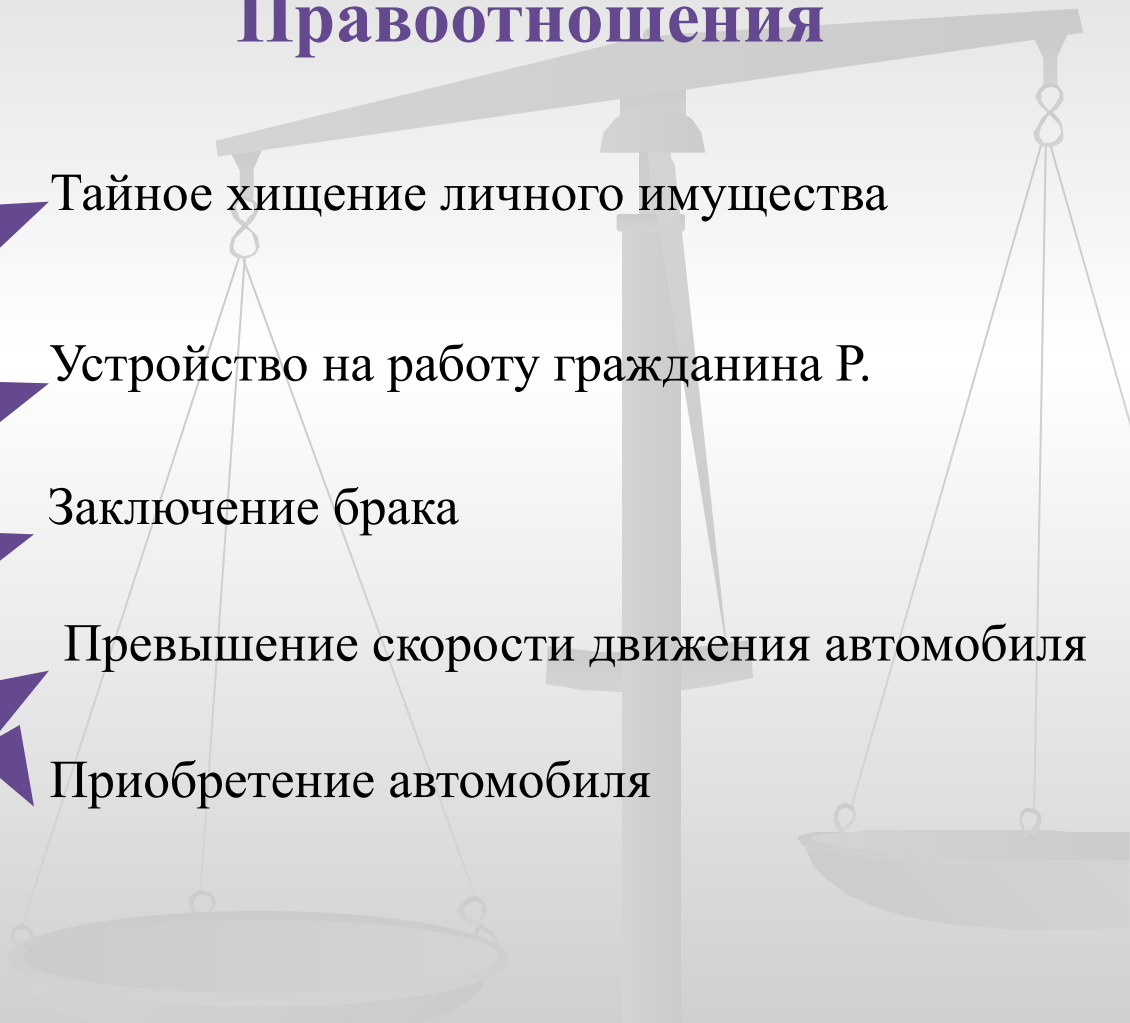 Правоотношения
Тайное хищение личного имущества
Устройство на работу гражданина Р.
Заключение брака
Превышение скорости движения автомобиля
Приобретение автомобиля